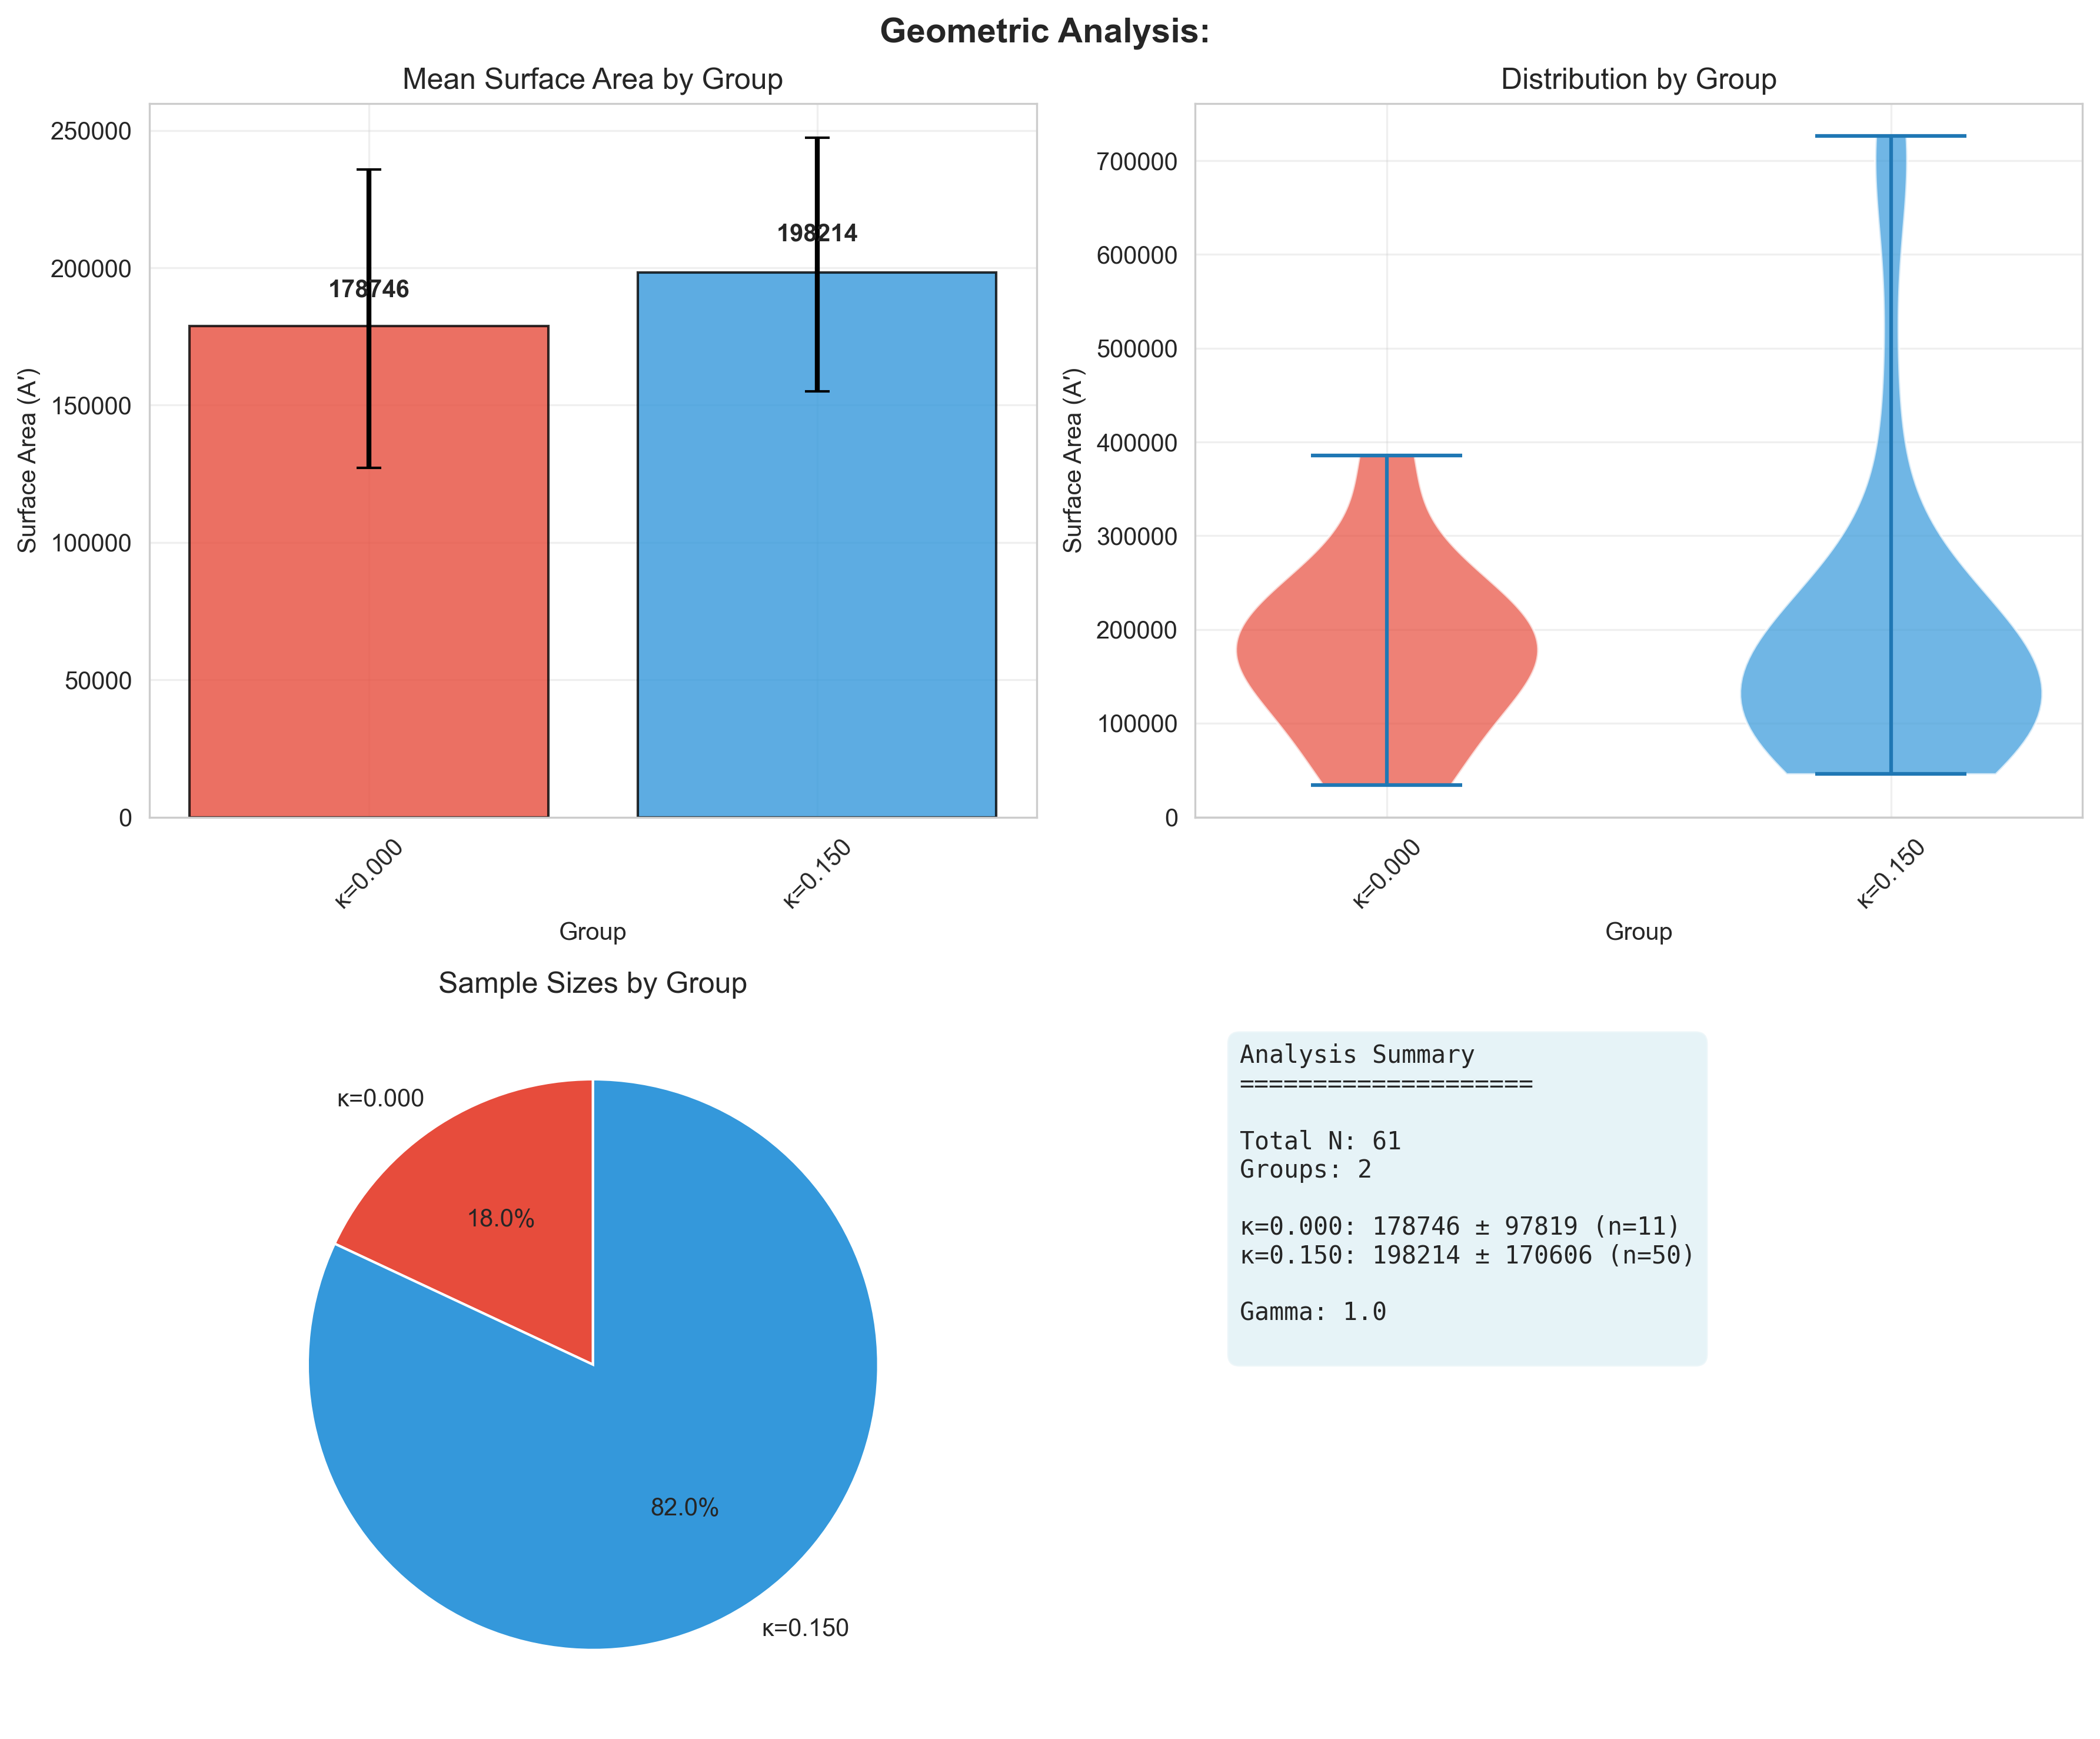 Geometric Analysis:
Mean Surface Area by Group
250000
200000
150000
100000
50000
0
Surface Area (A′)
178746
198214
κ=0.000
κ=0.150
Group
Distribution by Group
700000
600000
500000
400000
300000
200000
100000
0
Surface Area (A′)
κ=0.000
κ=0.150
Group
Sample Sizes by Group
κ=0.000
18.0%
82.0%
κ=0.150
Analysis Summary
====================
Total N: 61
Groups: 2
κ=0.000: 178746 ± 97819 (n=11)
κ=0.150: 198214 ± 170606 (n=50)
Gamma: 1.0